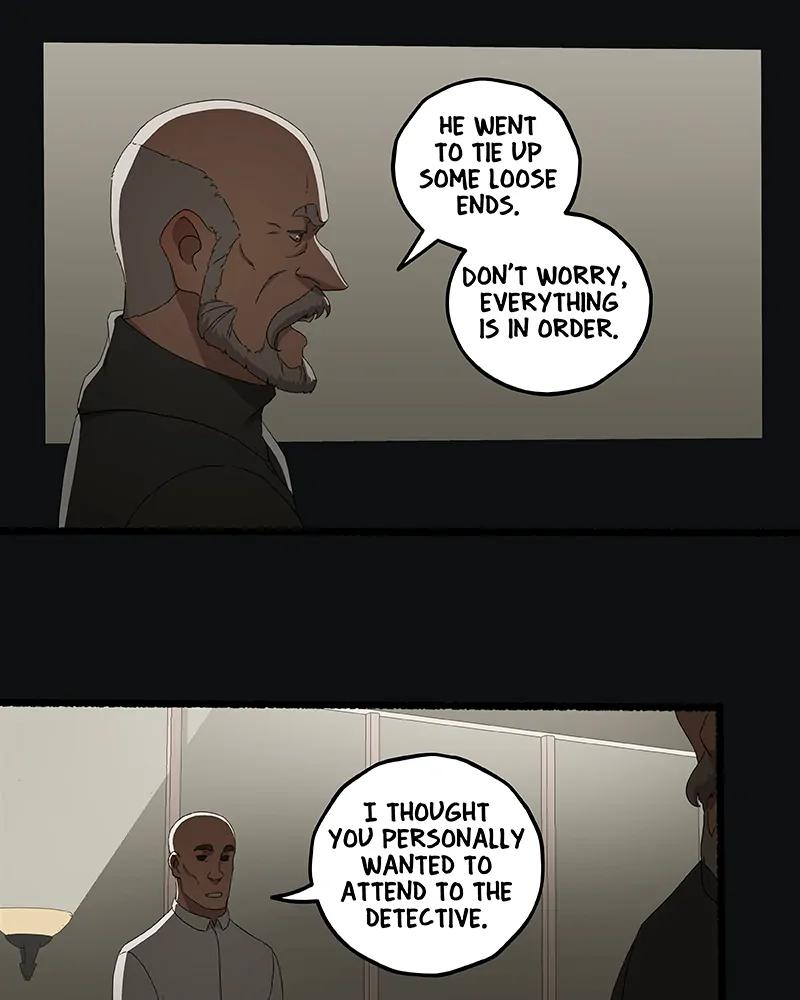 HE WENT
TO TIE UP
SOME LOOSE
ENDS.
DON'T WORRY,
EVERYTHING
IS IN ORDER.
I THOUGHT
YOU PERSONALLY
WANTED TO
ATTEND TO THE
DETECTIVE.